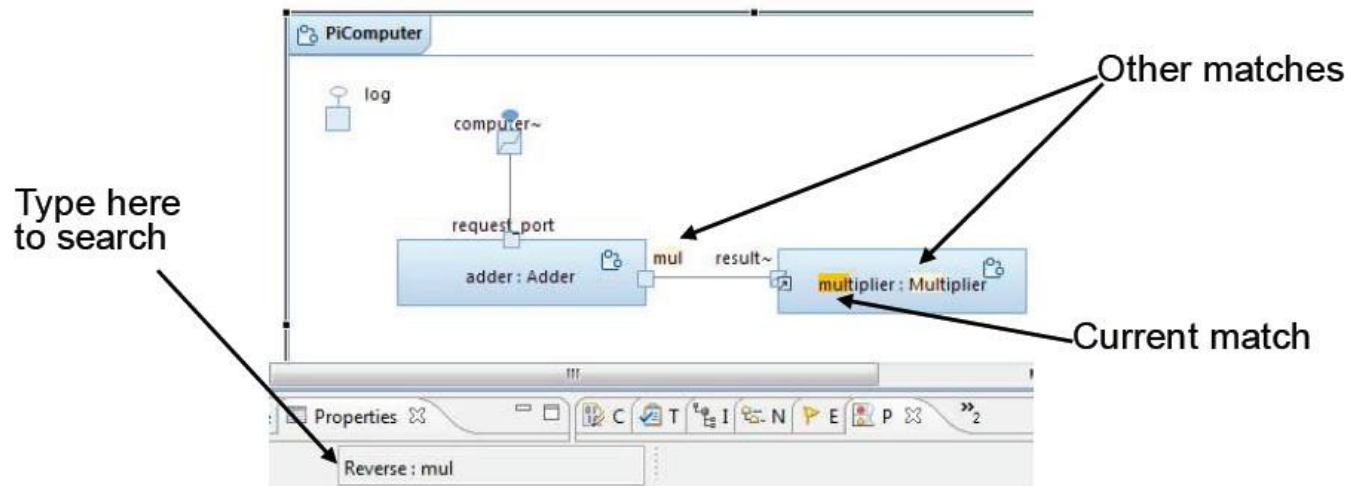 PiComputer
Other matches
log
computer~
Type here
to search
request_port
mul result~
adder : Adder
multiplier : Multiplier
Current match
Properties
C T I N E P »2
Reverse : mul